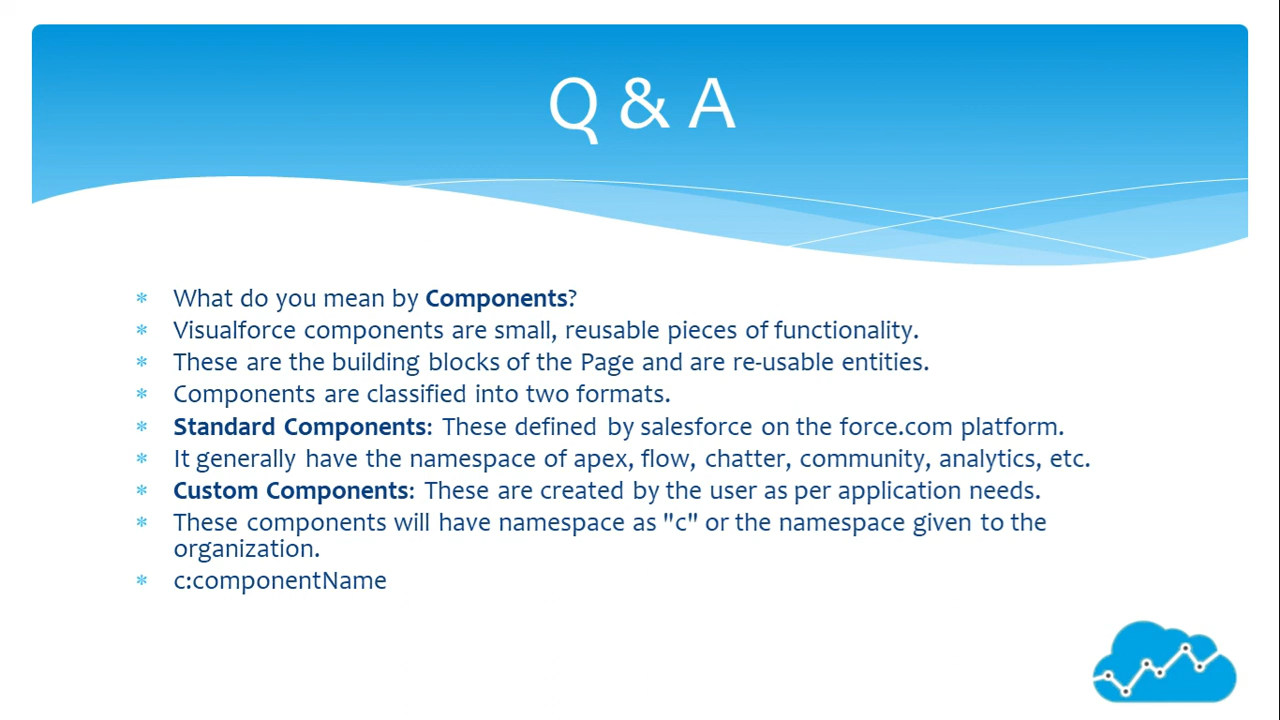 Q & A
* What do you mean by Components?
* Visualforce components are small, reusable pieces of functionality.
* These are the building blocks of the Page and are re-usable entities.
* Components are classified into two formats.
* Standard Components: These defined by salesforce on the force.com platform.
* It generally have the namespace of apex, flow, chatter, community, analytics, etc.
* Custom Components: These are created by the user as per application needs.
* These components will have namespace as "c" or the namespace given to the
organization.
* c:componentName